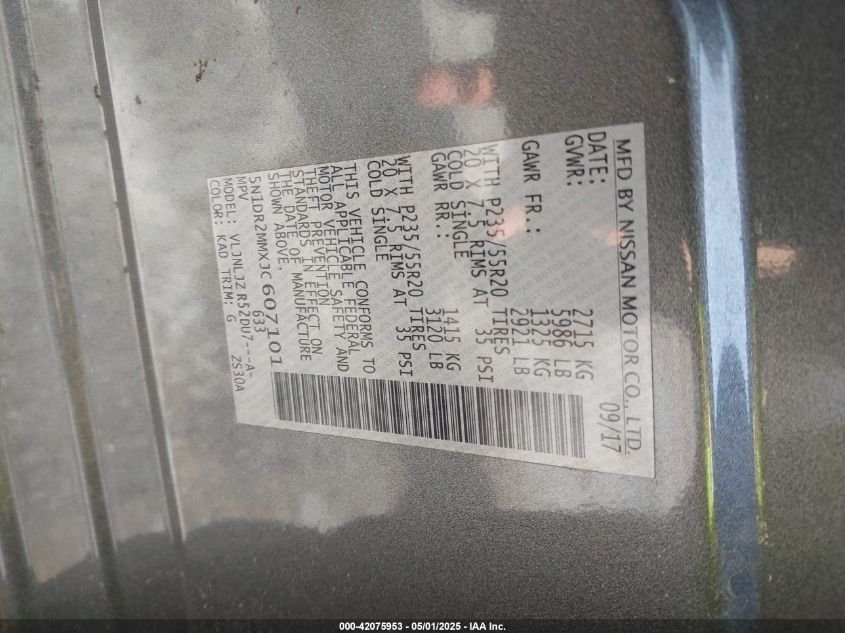 MFD BY NISSAN MOTOR CO., LTD.
DATE: 09/17
GVWR: 2715 KG
5986 LB
GAWR FR.: 1325 KG
2921 LB
WITH P235/55R20 TIRES
20 X 7.5 RIMS AT 35 PSI
COLD SINGLE
GAWR RR.: 1415 KG
3120 LB
WITH P235/55R20 TIRES
20 X 7.5 RIMS AT 35 PSI
COLD SINGLE
THIS VEHICLE CONFORMS TO
ALL APPLICABLE FEDERAL
MOTOR VEHICLE SAFETY AND
THEFT PREVENTION
STANDARDS IN EFFECT ON
THE DATE OF MANUFACTURE
SHOWN ABOVE.
5N1DR2MMXJC607101
MPV 633
MODEL: VLJNLJZ R52DU7---A-
COLOR: KAD TRIM: G ZS30A
000-42075953 - 05/01/2025 - IAA Inc.